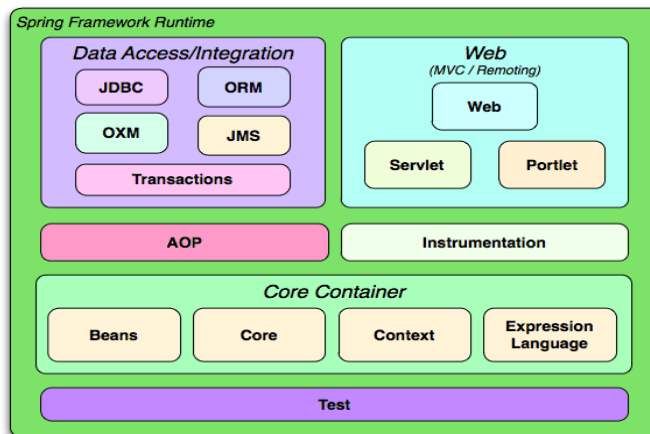 Spring Framework Runtime
Data Access/Integration
JDBC
ORM
OXM
JMS
Transactions
Web
(MVC / Remoting)
Web
Servlet
Portlet
AOP
Instrumentation
Core Container
Beans
Core
Context
Expression
Language
Test